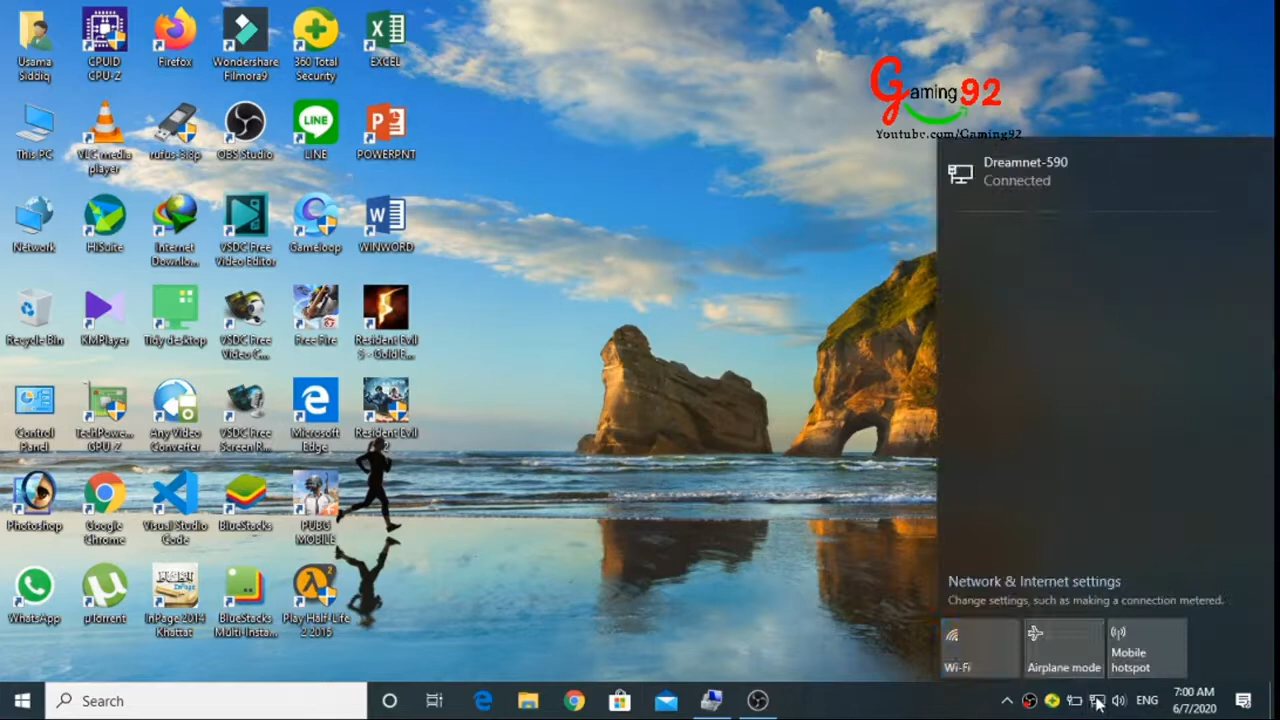 Usama
Siddiq
CPUID
CPU-Z
Firefox
Wondershare
Filmora9
360 Total
Security
EXCEL
This PC
VLC media
player
rufus-3.8p
OBS Studio
LINE
LINE
POWERPNT
Network
HiSuite
Internet
Downlo...
VSDC Free
Video Editor
Gameloop
WINWORD
Recycle Bin
KMPlayer
Tidy desktop
VSDC Free
Video C...
Free Fire
Resident Evil
5 - Gold E...
Control
Panel
TechPowe...
GPU-Z
Any Video
Converter
VSDC Free
Screen R...
Microsoft
Edge
Resident Evil
2
Photoshop
Google
Chrome
Visual Studio
Code
BlueStacks
PUBG
MOBILE
WhatsApp
µTorrent
InPage 2014
Khattat
BlueStacks
Multi-Insta...
Play Half-Life
2 2015
Gaming92
Youtube.com/Gaming92
Dreamnet-590
Connected
Network & Internet settings
Change settings, such as making a connection metered.
Wi-Fi
Airplane mode
Mobile
hotspot
Search
ENG
7:00 AM
6/7/2020